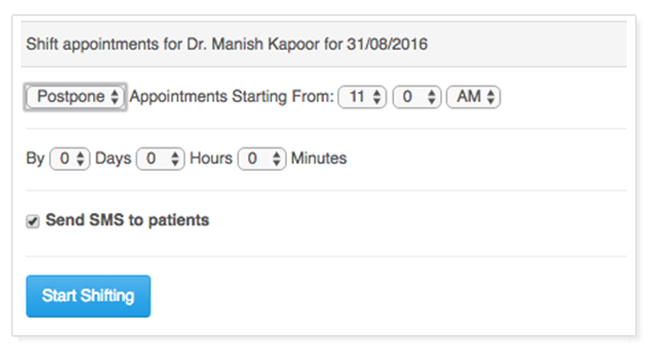 Shift appointments for Dr. Manish Kapoor for 31/08/2016
Postpone Appointments Starting From: 11 0 AM
By 0 Days 0 Hours 0 Minutes
Send SMS to patients
Start Shifting